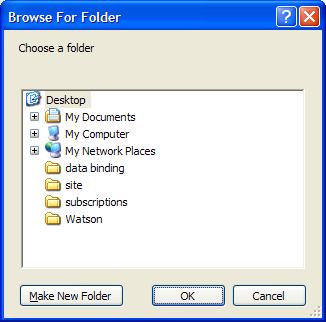 Browse For Folder
Choose a folder
Desktop
My Documents
My Computer
My Network Places
data binding
site
subscriptions
Watson
Make New Folder OK Cancel